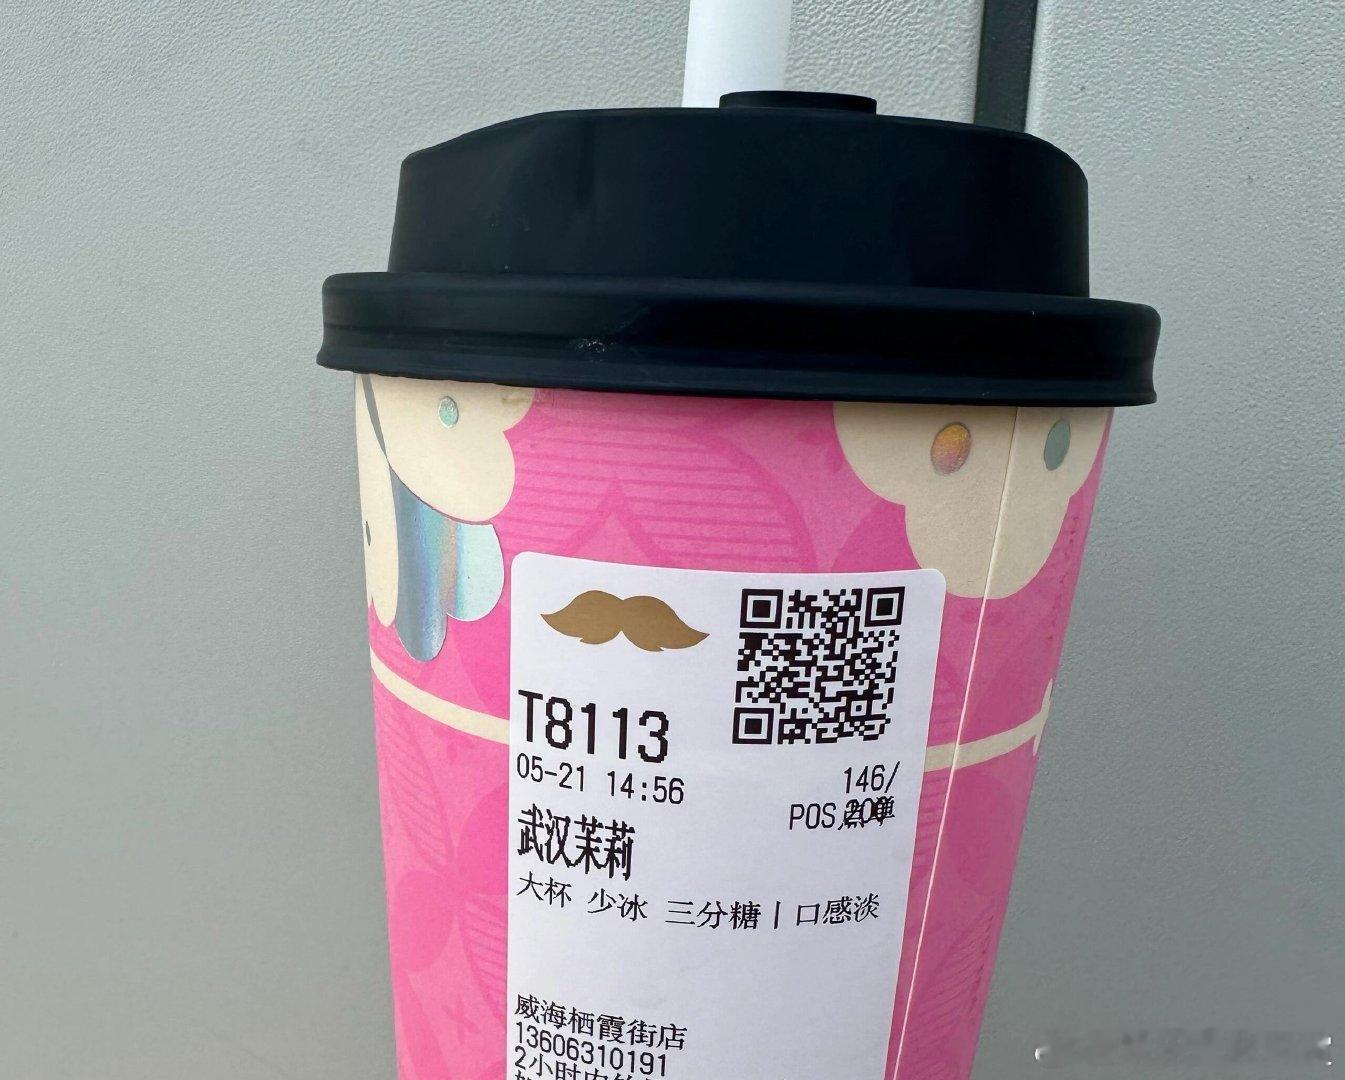 T8113
05-21 14:56
146/
POS
武汉茉莉
大杯 少冰 三分糖|口感淡
威海栖霞街店
13606310191
2小时内